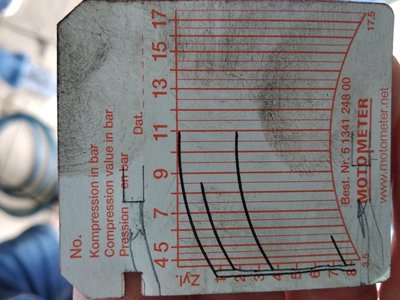 No.
Kompression in bar
Compression value in bar
Pression en bar
Dat.
17
15
13
11
9
7
5
4
Zyl.
1
2
3
4
5
6
7
8
17.5
3.5
Best. Nr. 5 1341 248 00
MOTOMETER
www.motometer.net